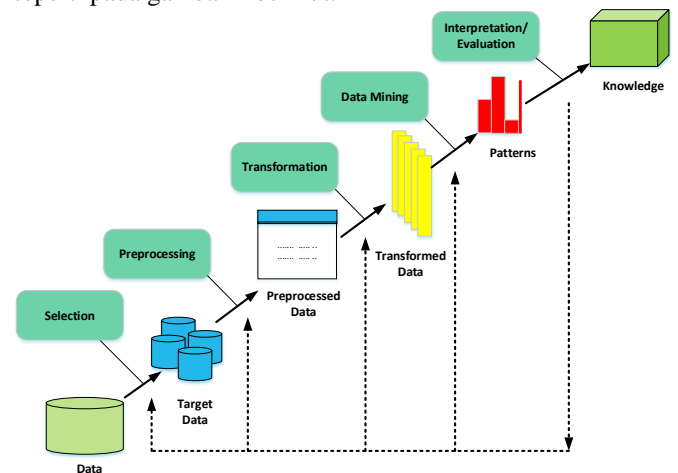 Interpretation/
Evaluation
Knowledge
Data Mining
Patterns
Transformation
Transformed
Data
Preprocessing
Preprocessed
Data
Selection
Target
Data
Data